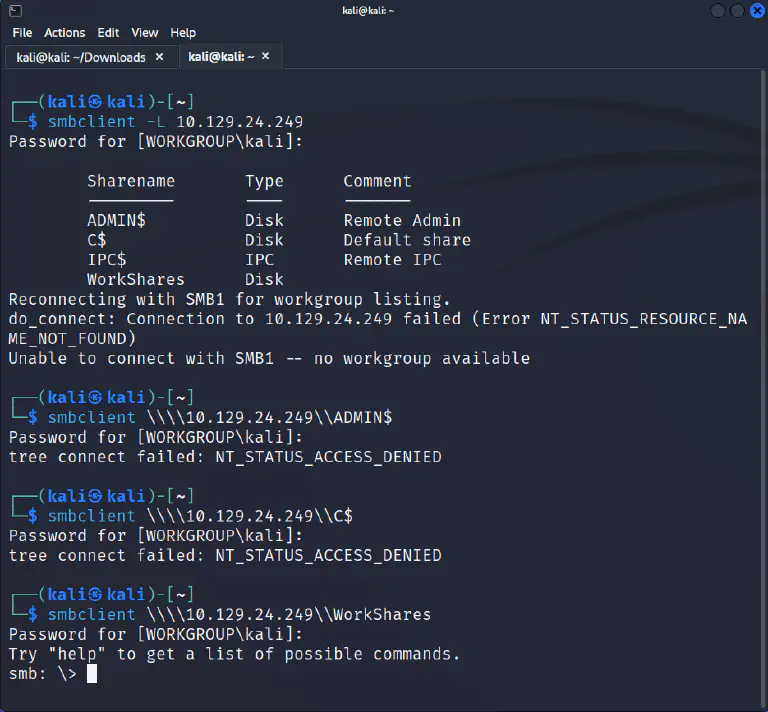 kali@kali: ~
File Actions Edit View Help
kali@kali: ~/Downloads × kali@kali: ~ ×
┌──(kali㉿kali)-[~]
└─$ smbclient -L 10.129.24.249
Password for [WORKGROUP\kali]:
Sharename Type Comment
--------- ---- -------
ADMIN$ Disk Remote Admin
C$ Disk Default share
IPC$ IPC Remote IPC
WorkShares Disk
Reconnecting with SMB1 for workgroup listing.
do_connect: Connection to 10.129.24.249 failed (Error NT_STATUS_RESOURCE_NA
ME_NOT_FOUND)
Unable to connect with SMB1 -- no workgroup available
┌──(kali㉿kali)-[~]
└─$ smbclient \\\\10.129.24.249\\ADMIN$
Password for [WORKGROUP\kali]:
tree connect failed: NT_STATUS_ACCESS_DENIED
┌──(kali㉿kali)-[~]
└─$ smbclient \\\\10.129.24.249\\C$
Password for [WORKGROUP\kali]:
tree connect failed: NT_STATUS_ACCESS_DENIED
┌──(kali㉿kali)-[~]
└─$ smbclient \\\\10.129.24.249\\WorkShares
Password for [WORKGROUP\kali]:
Try "help" to get a list of possible commands.
smb: \>